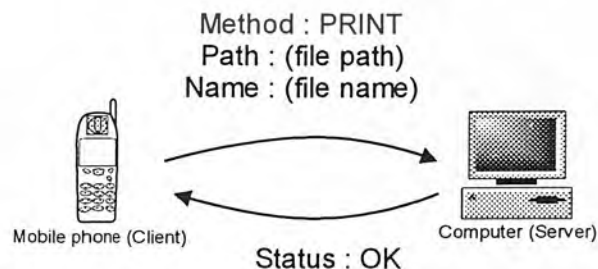 Method : PRINT
Path : (file path)
Name : (file name)
Mobile phone (Client)
Computer (Server)
Status : OK